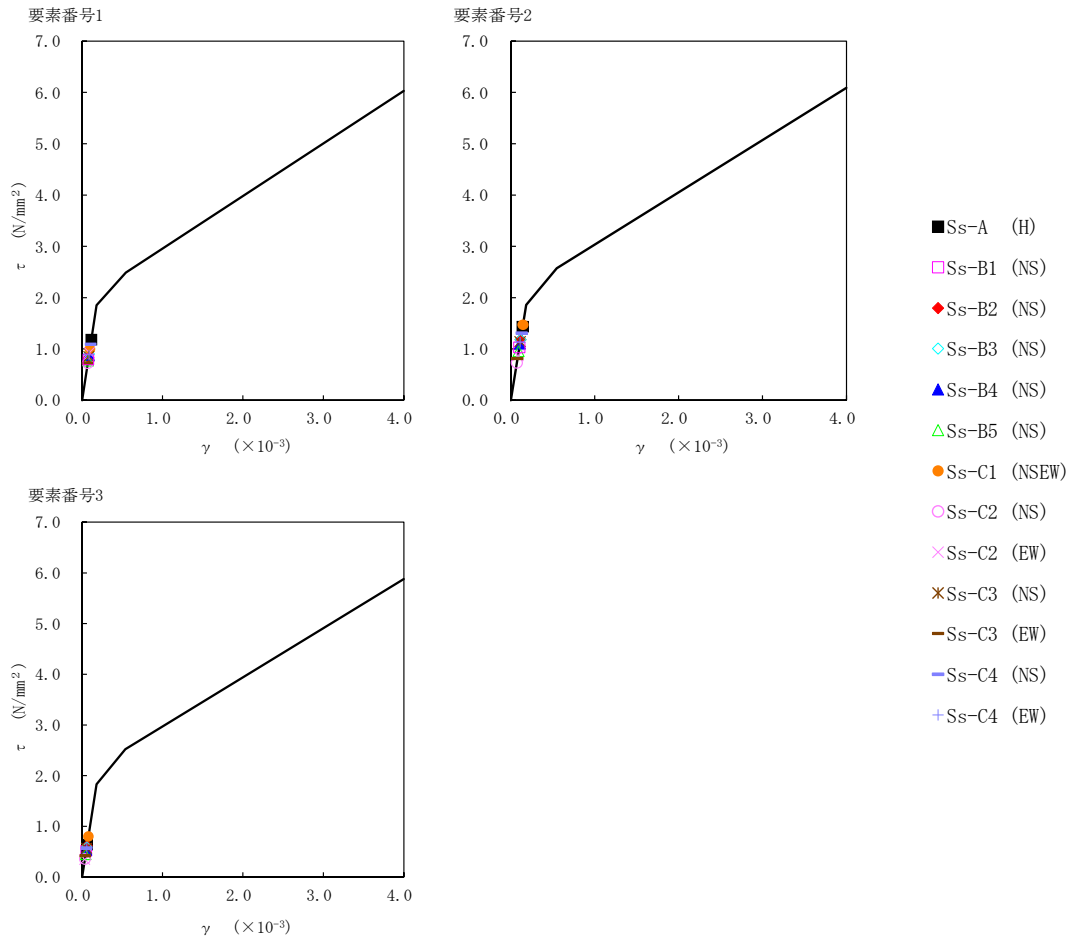 要素番号1
7.0
6.0
5.0
4.0
3.0
2.0
1.0
0.0
τ (N/mm²)
0.0 1.0 2.0 3.0 4.0
γ (×10⁻³)
要素番号2
7.0
6.0
5.0
4.0
3.0
2.0
1.0
0.0
0.0 1.0 2.0 3.0 4.0
γ (×10⁻³)
要素番号3
7.0
6.0
5.0
4.0
3.0
2.0
1.0
0.0
τ (N/mm²)
0.0 1.0 2.0 3.0 4.0
γ (×10⁻³)
Ss-A (H)
Ss-B1 (NS)
Ss-B2 (NS)
Ss-B3 (NS)
Ss-B4 (NS)
Ss-B5 (NS)
Ss-C1 (NSEW)
Ss-C2 (NS)
Ss-C2 (EW)
Ss-C3 (NS)
Ss-C3 (EW)
Ss-C4 (NS)
Ss-C4 (EW)